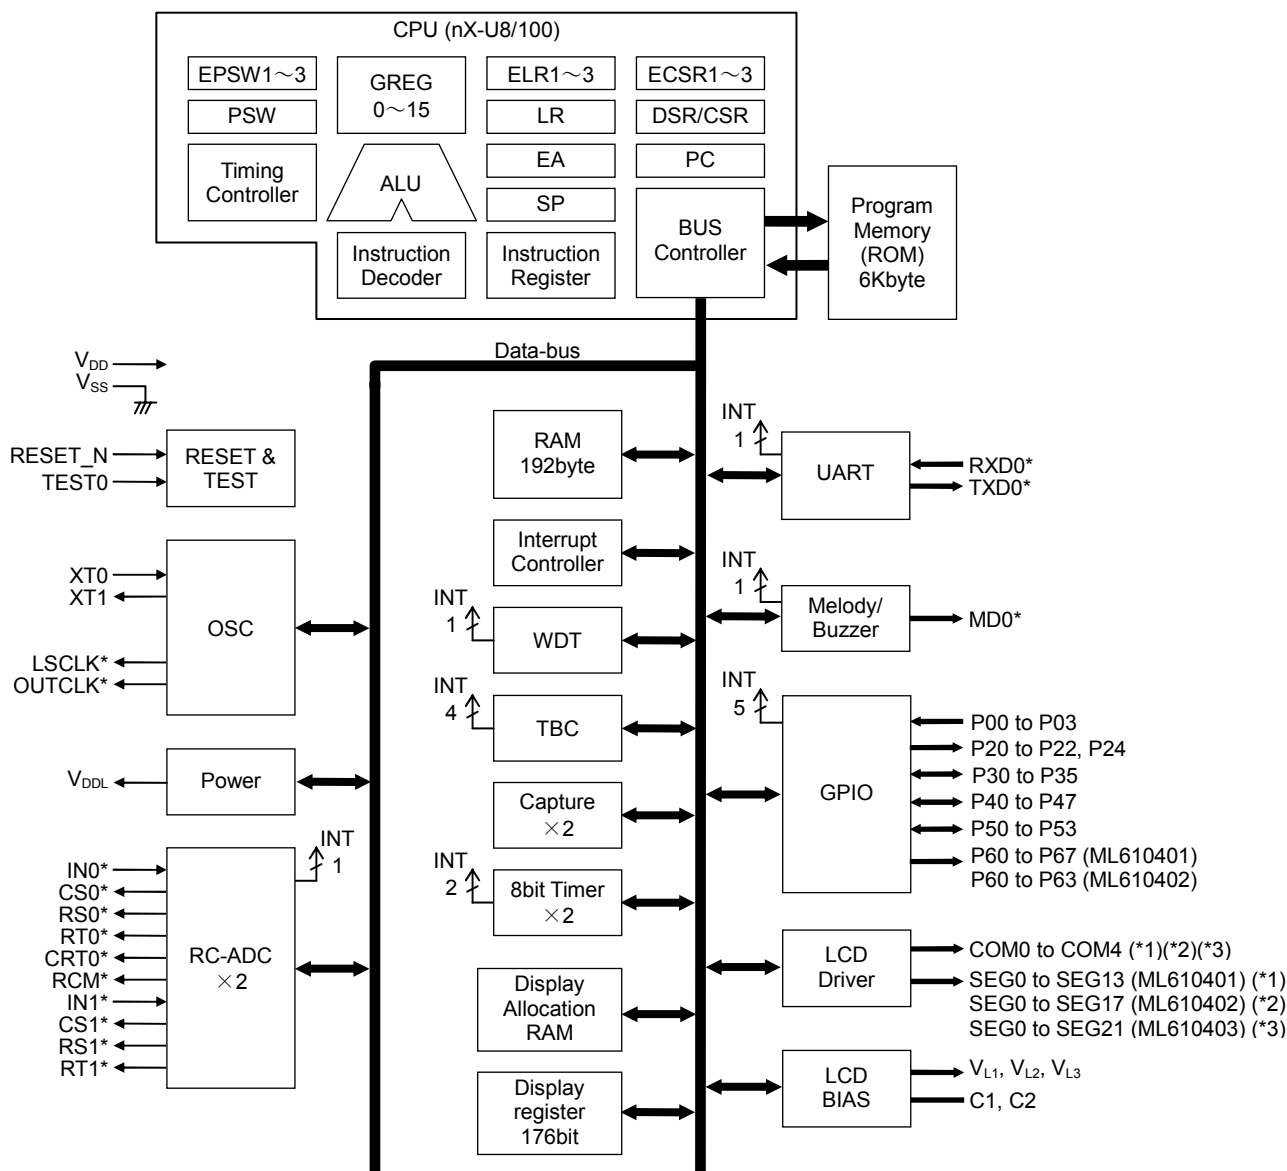 CPU (nX-U8/100)
EPSW1～3
GREG
0～15
ELR1～3
ECSR1～3
PSW
LR
DSR/CSR
Timing
Controller
ALU
EA
PC
SP
BUS
Controller
Program
Memory
(ROM)
6Kbyte
Instruction
Decoder
Instruction
Register
Data-bus
VDD
VSS
RESET_N
TEST0
RESET &
TEST
XT0
XT1
LSCLK*
OUTCLK*
OSC
VDDL
Power
IN0*
CS0*
RS0*
RT0*
CRT0*
RCM*
IN1*
CS1*
RS1*
RT1*
RC-ADC
×2
INT
1
RAM
192byte
Interrupt
Controller
INT
1
WDT
INT
4
TBC
Capture
×2
INT
2
8bit Timer
×2
Display
Allocation
RAM
Display
register
176bit
INT
1
UART
RXD0*
TXD0*
INT
1
Melody/
Buzzer
MD0*
INT
5
GPIO
P00 to P03
P20 to P22, P24
P30 to P35
P40 to P47
P50 to P53
P60 to P67 (ML610401)
P60 to P63 (ML610402)
LCD
Driver
COM0 to COM4 (*1)(*2)(*3)
SEG0 to SEG13 (ML610401) (*1)
SEG0 to SEG17 (ML610402) (*2)
SEG0 to SEG21 (ML610403) (*3)
LCD
BIAS
VL1, VL2, VL3
C1, C2